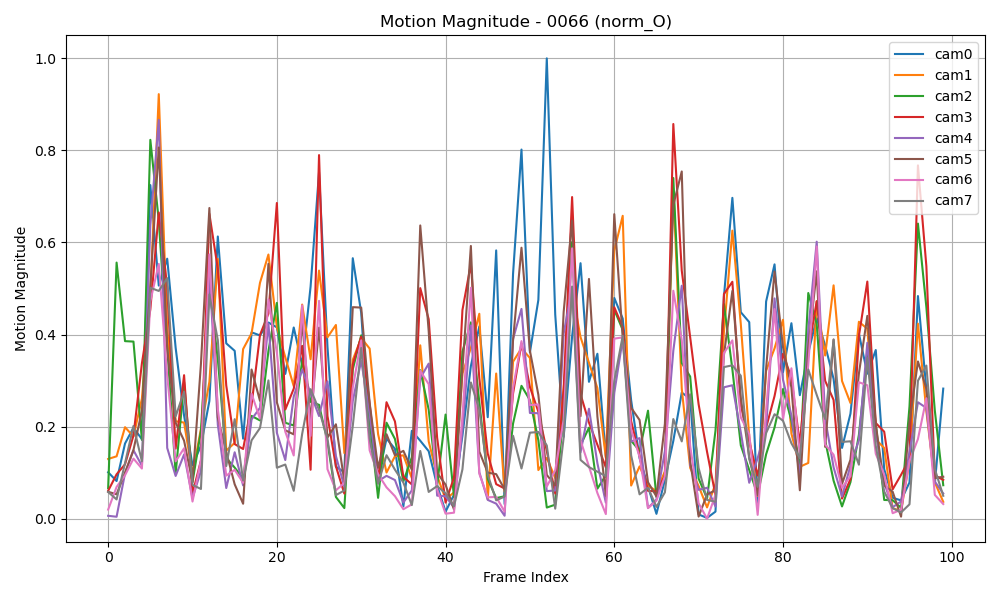 Motion Magnitude - 0066 (norm_O)
Motion Magnitude
1.0
0.8
0.6
0.4
0.2
0.0
0
20
40
60
80
100
Frame Index
cam0
cam1
cam2
cam3
cam4
cam5
cam6
cam7